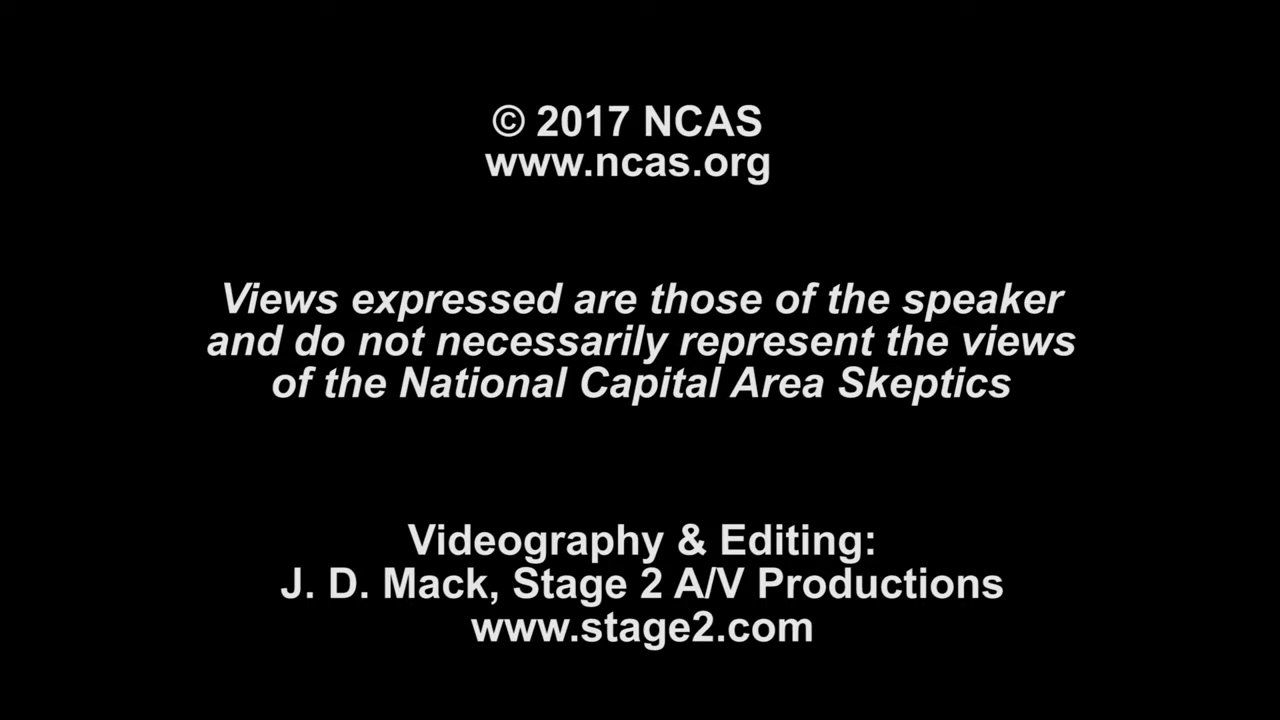 © 2017 NCAS
www.ncas.org
Views expressed are those of the speaker
and do not necessarily represent the views
of the National Capital Area Skeptics
Videography & Editing:
J. D. Mack, Stage 2 A/V Productions
www.stage2.com